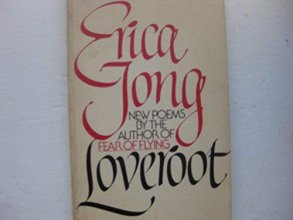 Erica
Jong
NEW POEMS
BY THE
AUTHOR OF
FEAR OF FLYING
Loveroot